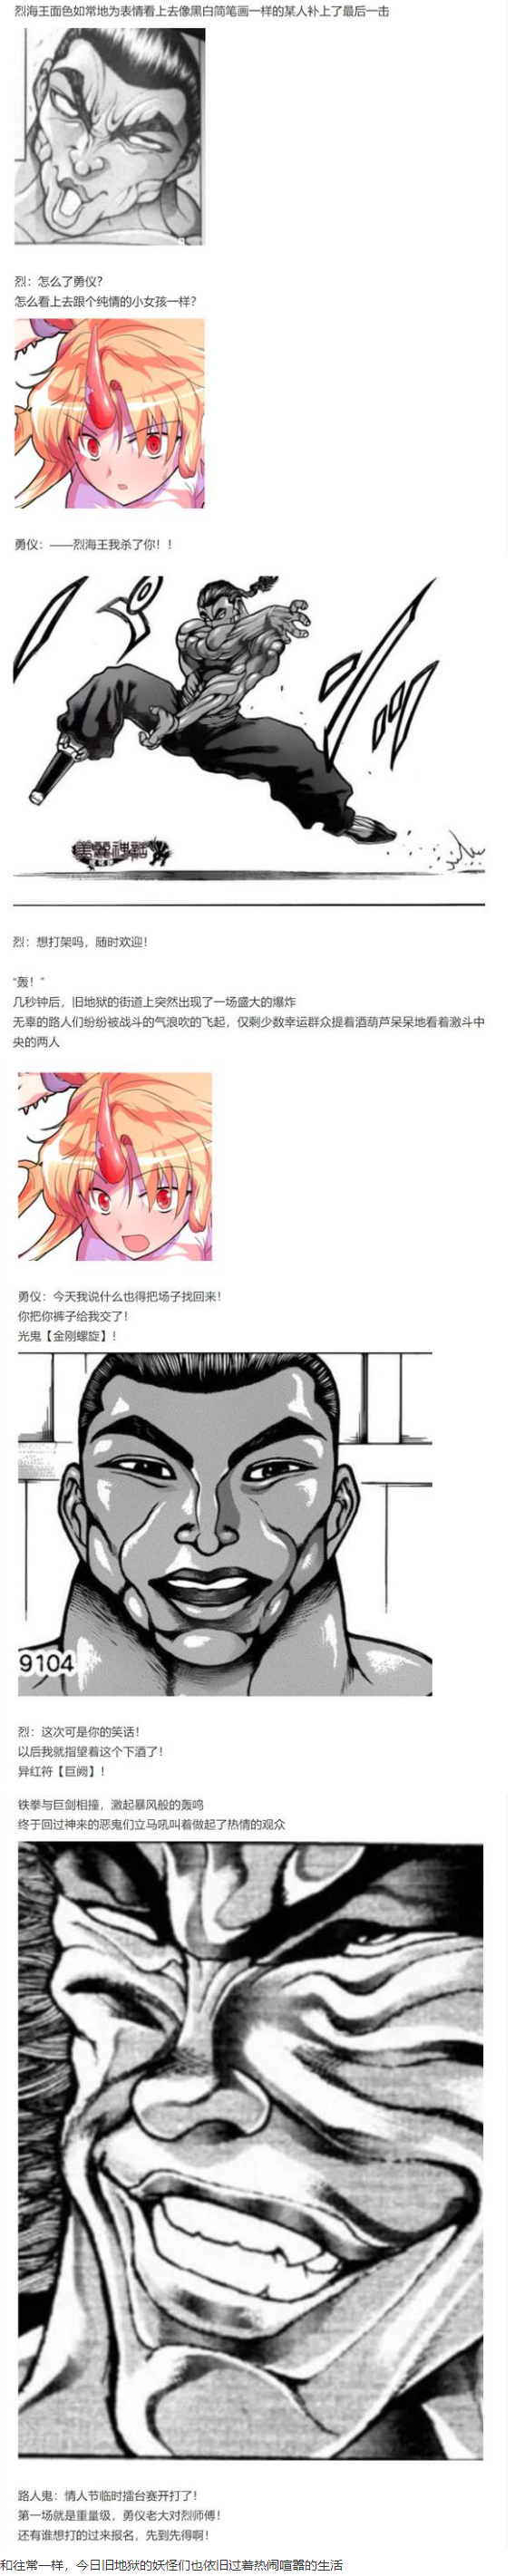 烈海王面色如常地为表情看上去像黑白简笔画一样的某人补上了最后一击
烈：怎么了勇仪？
怎么看上去跟个纯情的小女孩一样？
勇仪：——烈海王我杀了你！！
烈：想打架吗，随时欢迎！
“轰！”
几秒钟后，旧地狱的街道上突然出现了一场盛大的爆炸
无辜的路人们纷纷被战斗的气浪吹的飞起，仅剩少数幸运群众提着酒葫芦呆呆地看着激斗中
央的两人
勇仪：今天我说什么也得把场子找回来！
你把你裤子给我交了！
光鬼【金刚螺旋】！
9104
烈：这次可是你的笑话！
以后我就指望着这个下酒了！
异红符【巨阙】！
铁拳与巨剑相撞，激起暴风般的轰鸣
终于回过神来的恶鬼们立马吼叫着做起了热情的观众
路人鬼：情人节临时擂台赛开打了！
第一场就是重量级，勇仪老大对烈师傅！
还有谁想打的过来报名，先到先得啊！
和往常一样，今日旧地狱的妖怪们也依旧过着热闹喧嚣的生活